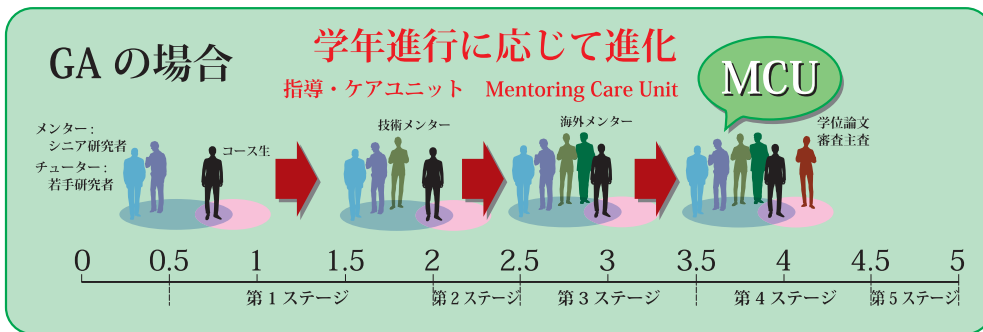 GA の場合
学年進行に応じて進化
指導・ケアユニット　Mentoring Care Unit
MCU
メンター：
シニア研究者
チューター：
若手研究者
コース生
技術メンター
海外メンター
学位論文
審査主査
0 0.5 1 1.5 2 2.5 3 3.5 4 4.5 5
第 1 ステージ 第 2 ステージ 第 3 ステージ 第 4 ステージ 第 5 ステージ